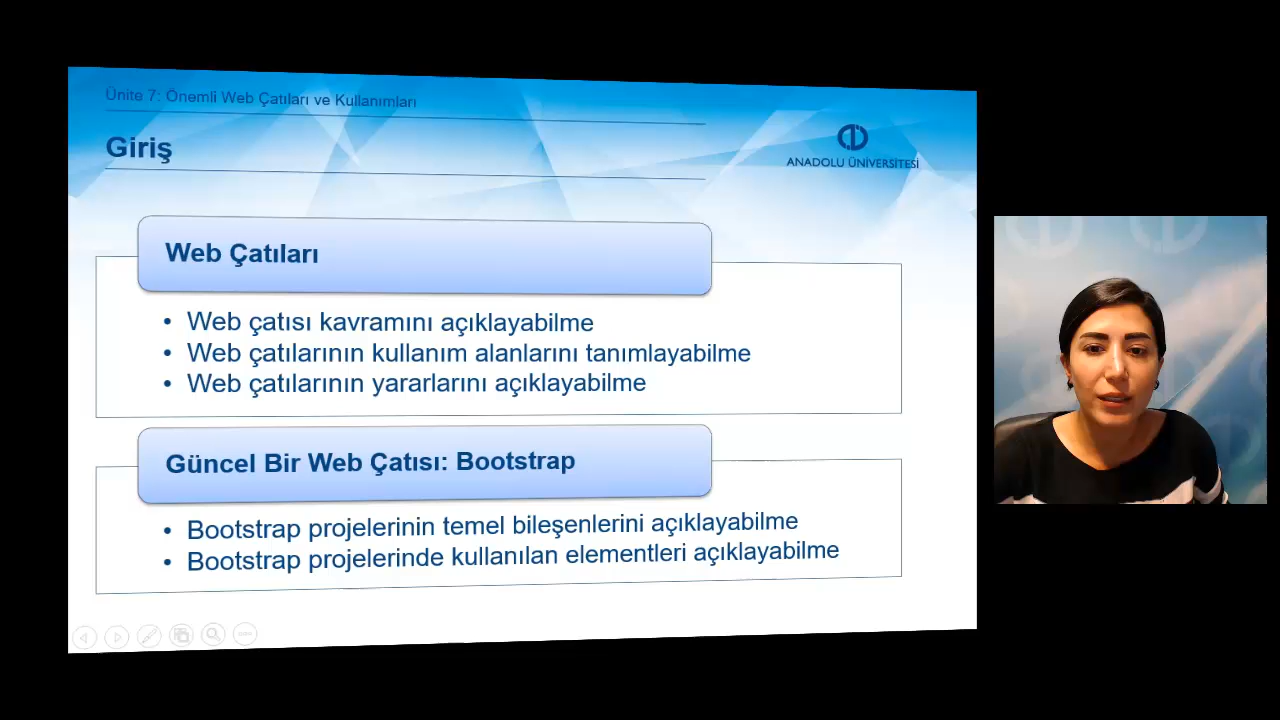 Ünite 7: Önemli Web Çatıları ve Kullanımları
Giriş
ANADOLU ÜNİVERSİTESİ
Web Çatıları
• Web çatısı kavramını açıklayabilme
• Web çatılarının kullanım alanlarını tanımlayabilme
• Web çatılarının yararlarını açıklayabilme
Güncel Bir Web Çatısı: Bootstrap
• Bootstrap projelerinin temel bileşenlerini açıklayabilme
• Bootstrap projelerinde kullanılan elementleri açıklayabilme